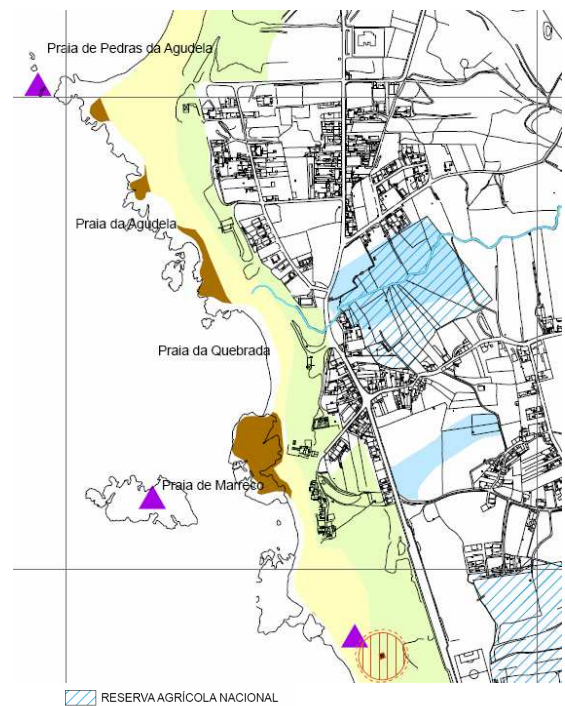 Praia de Pedras da Agudela
Praia da Agudela
Praia da Quebrada
Praia de Marreco
RESERVA AGRÍCOLA NACIONAL